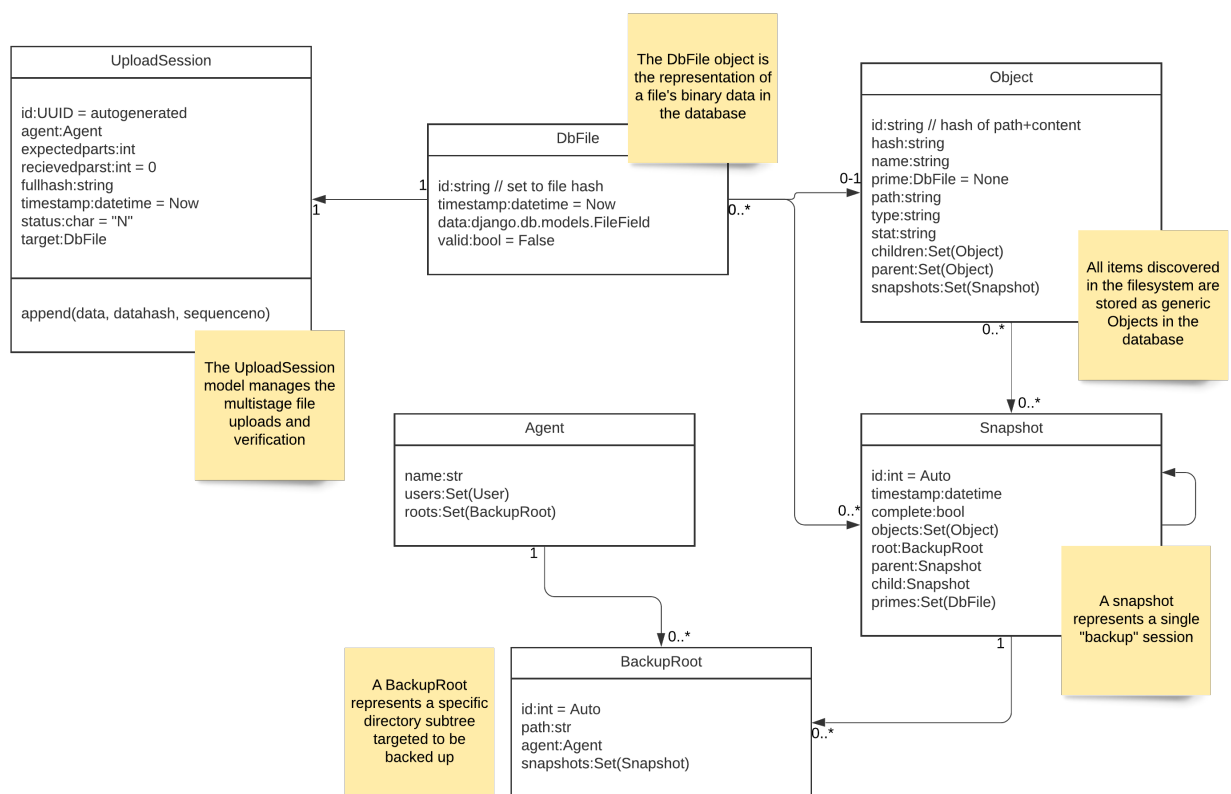 UploadSession
id:UUID = autogenerated
agent:Agent
expectedparts:int
recievedparst:int = 0
fullhash:string
timestamp:datetime = Now
status:char = "N"
target:DbFile
append(data, datahash, sequenceno)
The UploadSession
model manages the
multistage file
uploads and
verification
1
1
The DbFile object is
the representation of
a file's binary data in
the database
DbFile
id:string // set to file hash
timestamp:datetime = Now
data:django.db.models.FileField
valid:bool = False
0..*
0-1
0..*
Object
id:string // hash of path+content
hash:string
name:string
prime:DbFile = None
path:string
type:string
stat:string
children:Set(Object)
parent:Set(Object)
snapshots:Set(Snapshot)
All items discovered
in the filesystem are
stored as generic
Objects in the
database
0..*
0..*
Agent
name:str
users:Set(User)
roots:Set(BackupRoot)
1
0..*
Snapshot
id:int = Auto
timestamp:datetime
complete:bool
objects:Set(Object)
root:BackupRoot
parent:Snapshot
child:Snapshot
primes:Set(DbFile)
A snapshot
represents a single
"backup" session
1
0..*
A BackupRoot
represents a specific
directory subtree
targeted to be
backed up
BackupRoot
id:int = Auto
path:str
agent:Agent
snapshots:Set(Snapshot)